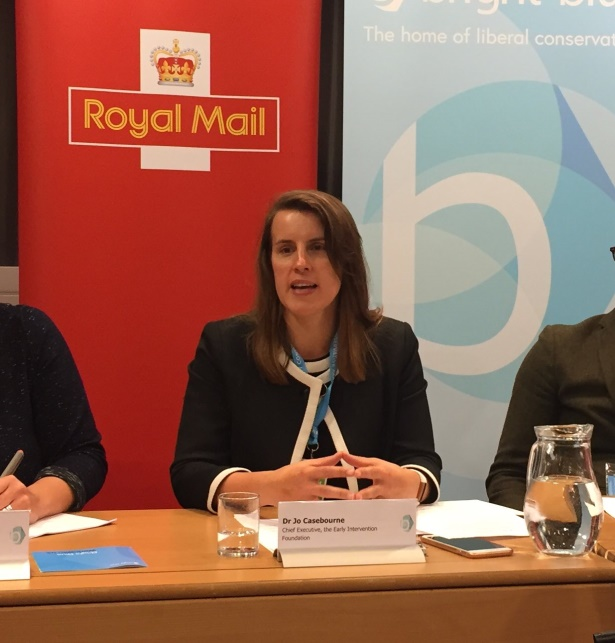 The home of liberal conservat
Royal Mail
b
Dr Jo Casebourne
Chief Executive, the Early Intervention
Foundation